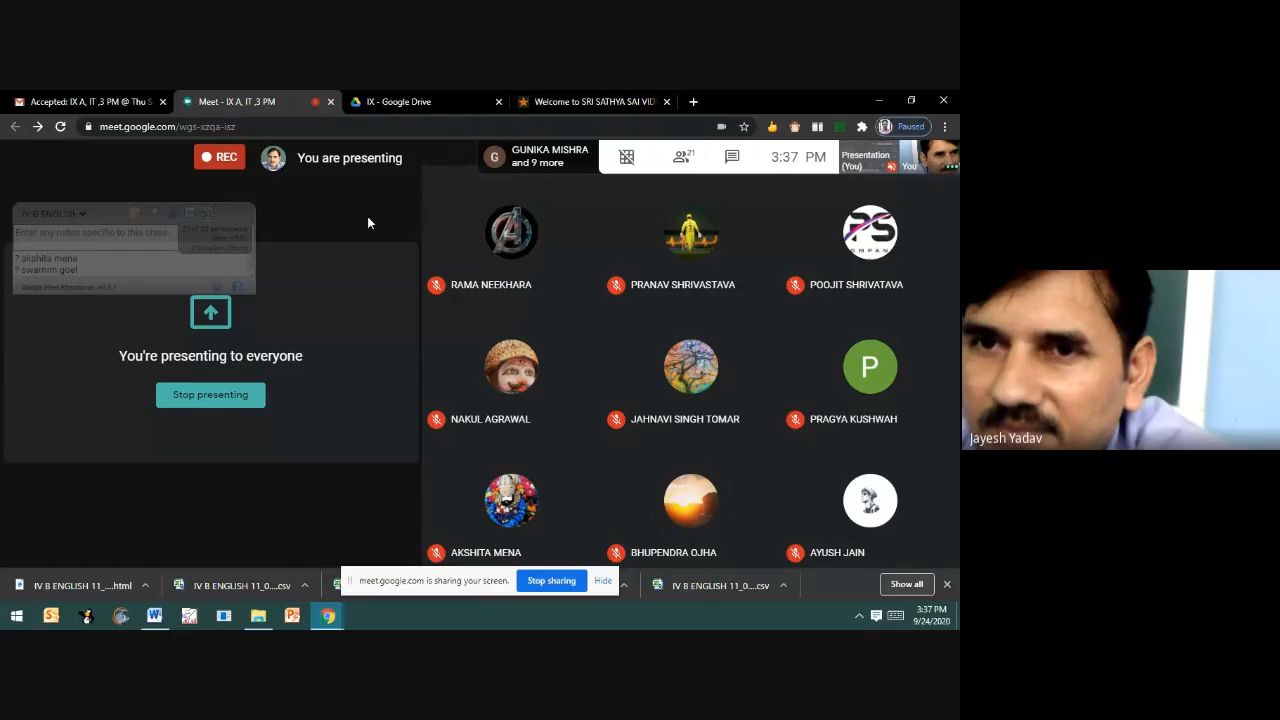 Accepted: IX A, IT ,3 PM @ Thu S
Meet - IX A, IT ,3 PM
IX - Google Drive
Welcome to SRI SATHYA SAI VID
meet.google.com/wgs-xzqa-isz
Paused
REC
You are presenting
G
GUNIKA MISHRA
and 9 more
21
3:37 PM
Presentation
(You)
You
IV B ENGLISH
Enter any notes specific to this class
? akshita mena
? swarnim goel
You're presenting to everyone
Stop presenting
PS
OMPAN
RAMA NEEKHARA
PRANAV SHRIVASTAVA
POOJIT SHRIVATAVA
P
NAKUL AGRAWAL
JAHNAVI SINGH TOMAR
PRAGYA KUSHWAH
AKSHITA MENA
BHUPENDRA OJHA
AYUSH JAIN
Jayesh Yadav
IV B ENGLISH 11_....html
IV B ENGLISH 11_0....csv
meet.google.com is sharing your screen.
Stop sharing
Hide
IV B ENGLISH 11_0....csv
Show all
3:37 PM
9/24/2020